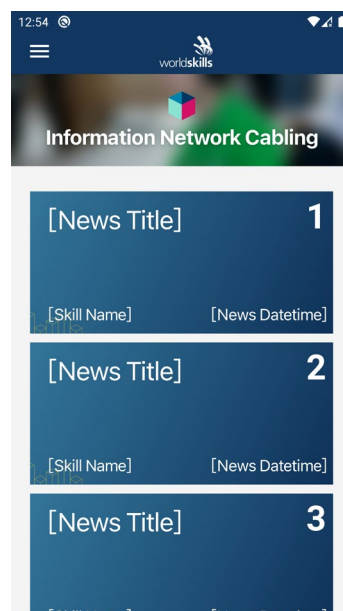 12:54
worldskills
Information Network Cabling
[News Title] 1
[Skill Name] [News Datetime]
[News Title] 2
[Skill Name] [News Datetime]
[News Title] 3